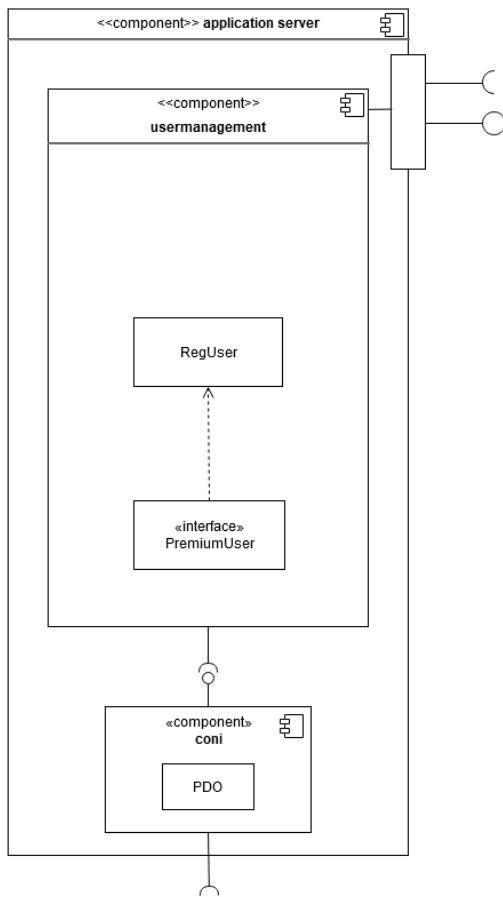 <<component>> application server
<<component>>
usermanagement
RegUser
«interface»
PremiumUser
«component»
coni
PDO